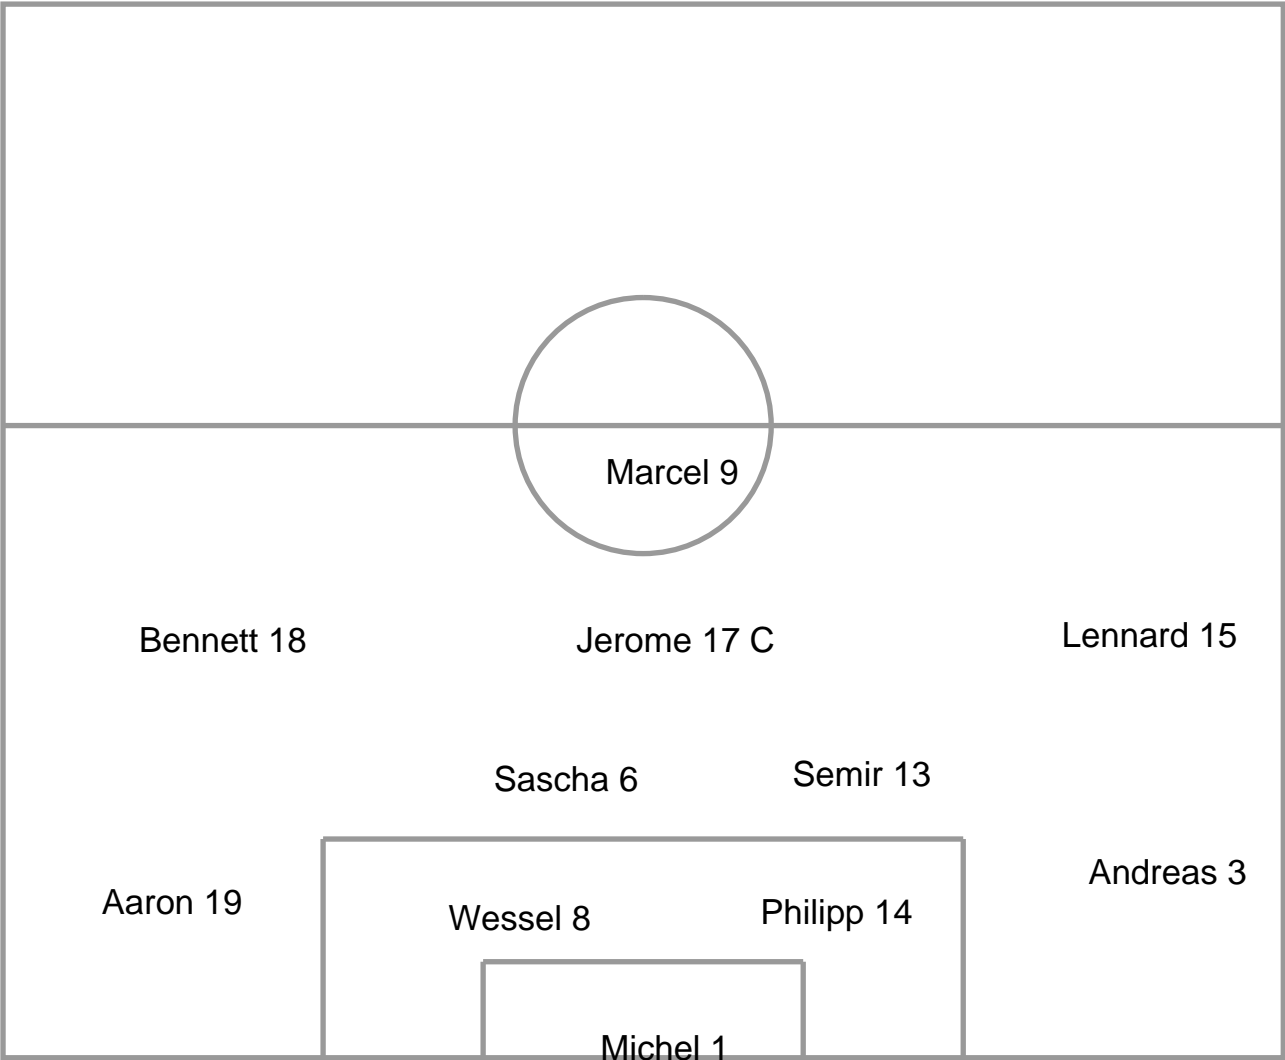 Marcel 9
Bennett 18
Jerome 17 C
Lennard 15
Sascha 6
Semir 13
Aaron 19
Wessel 8
Philipp 14
Andreas 3
Michel 1